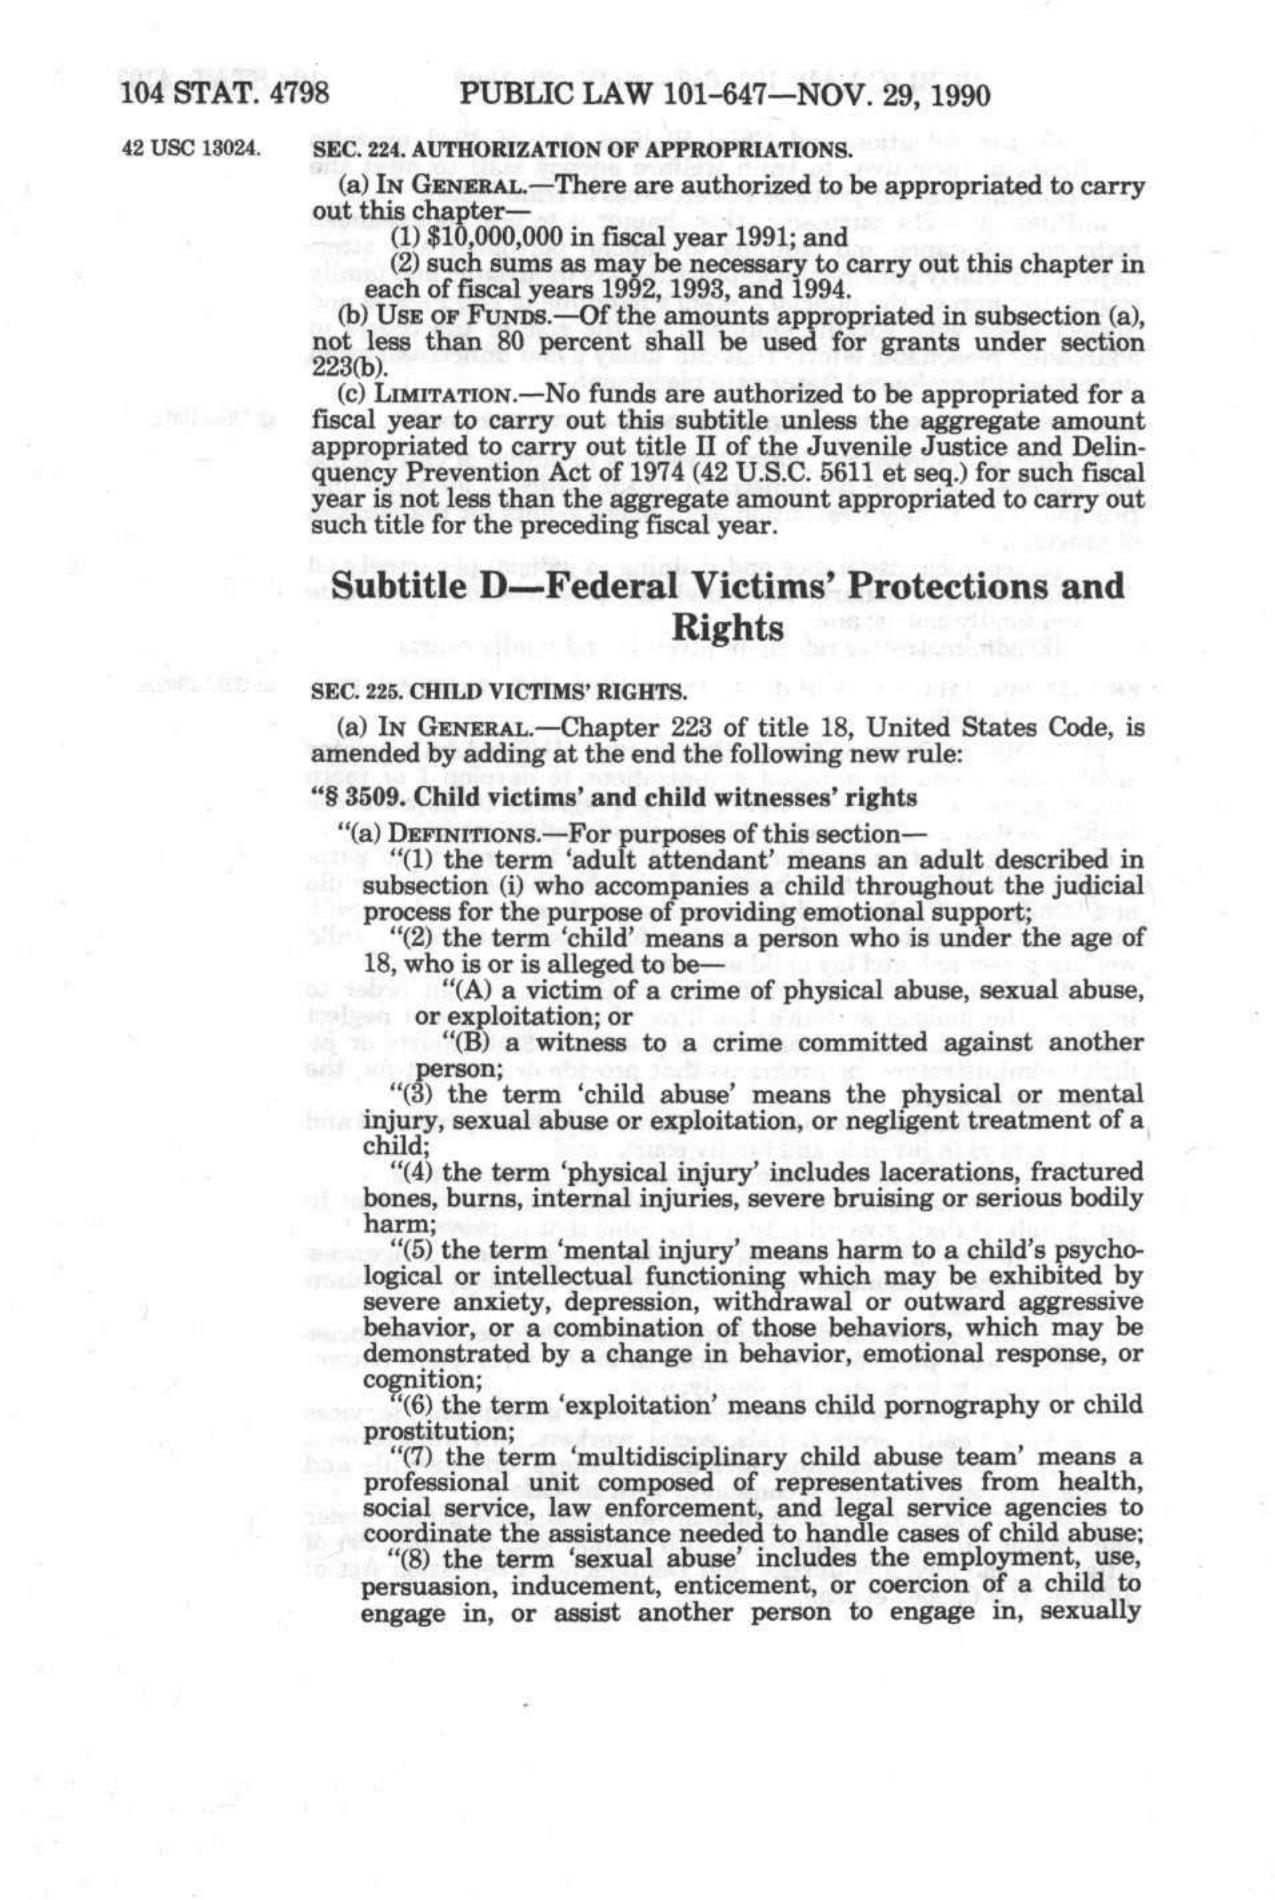 104 STAT. 4798 PUBLIC LAW 101-647—NOV. 29, 1990
42 USC 13024.
SEC. 224. AUTHORIZATION OF APPROPRIATIONS.
(a) IN GENERAL.—There are authorized to be appropriated to carry
out this chapter—
(1) $10,000,000 in fiscal year 1991; and
(2) such sums as may be necessary to carry out this chapter in
each of fiscal years 1992, 1993, and 1994.
(b) USE OF FUNDS.—Of the amounts appropriated in subsection (a),
not less than 80 percent shall be used for grants under section
223(b).
(c) LIMITATION.—No funds are authorized to be appropriated for a
fiscal year to carry out this subtitle unless the aggregate amount
appropriated to carry out title II of the Juvenile Justice and Delin-
quency Prevention Act of 1974 (42 U.S.C. 5611 et seq.) for such fiscal
year is not less than the aggregate amount appropriated to carry out
such title for the preceding fiscal year.
Subtitle D—Federal Victims' Protections and
Rights
SEC. 225. CHILD VICTIMS' RIGHTS.
(a) IN GENERAL.—Chapter 223 of title 18, United States Code, is
amended by adding at the end the following new rule:
"§ 3509. Child victims' and child witnesses' rights
"(a) DEFINITIONS.—For purposes of this section—
"(1) the term 'adult attendant' means an adult described in
subsection (i) who accompanies a child throughout the judicial
process for the purpose of providing emotional support;
"(2) the term 'child' means a person who is under the age of
18, who is or is alleged to be—
"(A) a victim of a crime of physical abuse, sexual abuse,
or exploitation; or
"(B) a witness to a crime committed against another
person;
"(3) the term 'child abuse' means the physical or mental
injury, sexual abuse or exploitation, or negligent treatment of a
child;
"(4) the term 'physical injury' includes lacerations, fractured
bones, burns, internal injuries, severe bruising or serious bodily
harm;
"(5) the term 'mental injury' means harm to a child's psycho-
logical or intellectual functioning which may be exhibited by
severe anxiety, depression, withdrawal or outward aggressive
behavior, or a combination of those behaviors, which may be
demonstrated by a change in behavior, emotional response, or
cognition;
"(6) the term 'exploitation' means child pornography or child
prostitution;
"(7) the term 'multidisciplinary child abuse team' means a
professional unit composed of representatives from health,
social service, law enforcement, and legal service agencies to
coordinate the assistance needed to handle cases of child abuse;
"(8) the term 'sexual abuse' includes the employment, use,
persuasion, inducement, enticement, or coercion of a child to
engage in, or assist another person to engage in, sexually